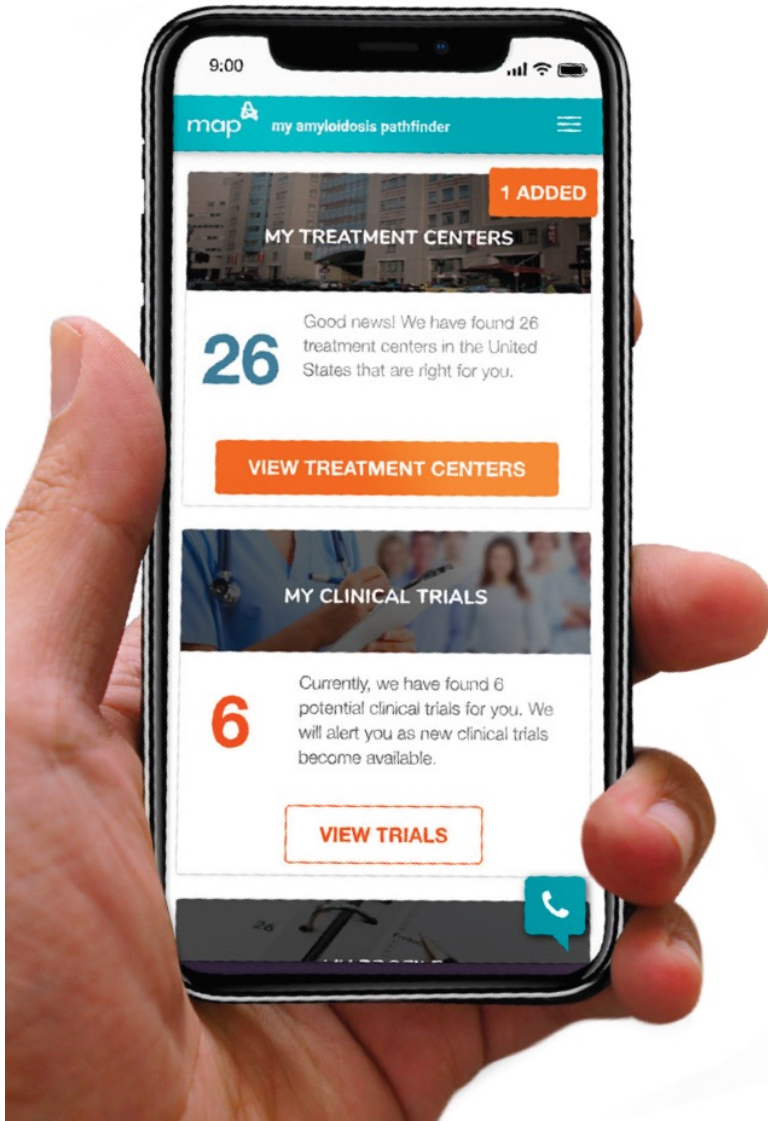 9:00
map my amyloidosis pathfinder
1 ADDED
MY TREATMENT CENTERS
26
Good news! We have found 26
treatment centers in the United
States that are right for you.
VIEW TREATMENT CENTERS
MY CLINICAL TRIALS
6
Currently, we have found 6
potential clinical trials for you. We
will alert you as new clinical trials
become available.
VIEW TRIALS
26